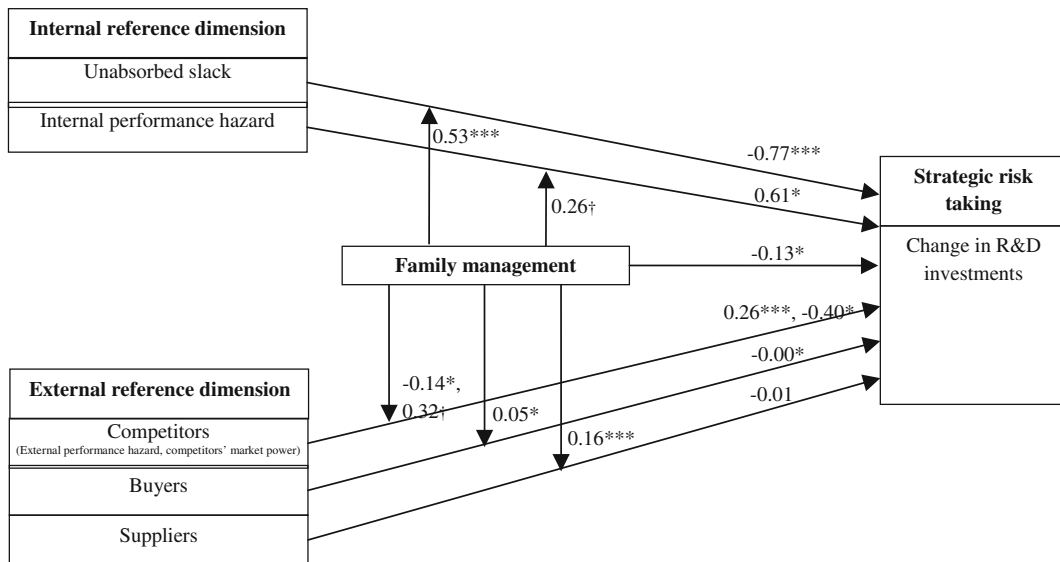 Internal reference dimension
Unabsorbed slack
Internal performance hazard
0.53***
-0.77***
0.26†
0.61*
Strategic risk
taking
Change in R&D
investments
Family management
-0.13*
0.26***, -0.40*
-0.00*
-0.01
External reference dimension
-0.14*,
0.32†
0.05*
0.16***
Competitors
(External performance hazard, competitors' market power)
Buyers
Suppliers